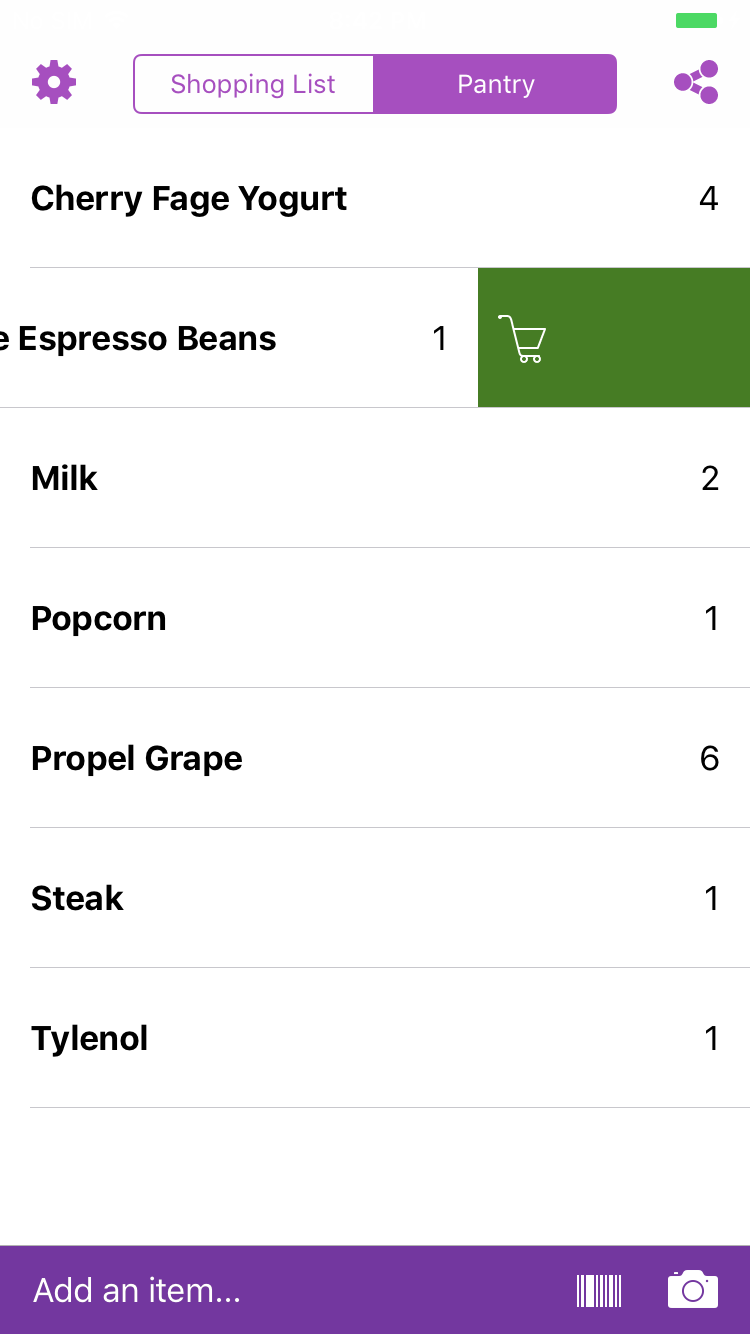 Shopping List Pantry
Cherry Fage Yogurt 4
e Espresso Beans 1
Milk 2
Popcorn 1
Propel Grape 6
Steak 1
Tylenol 1
Add an item...